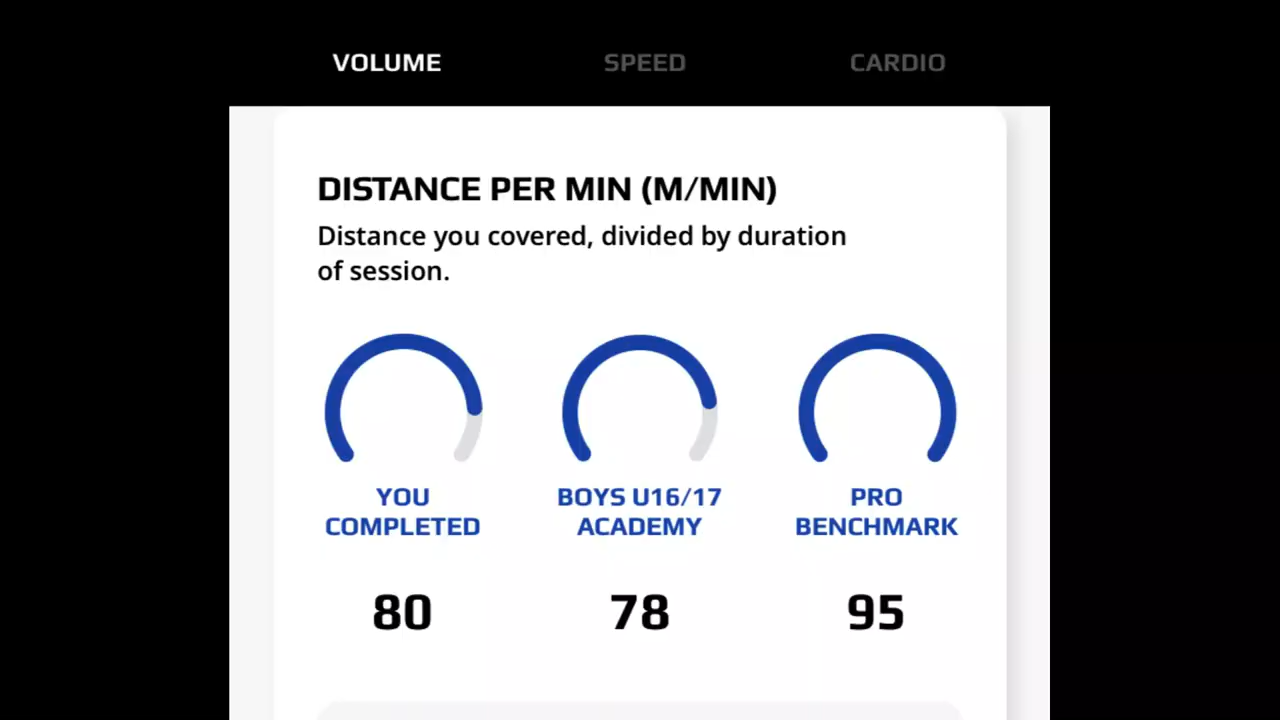 VOLUME SPEED CARDIO
DISTANCE PER MIN (M/MIN)
Distance you covered, divided by duration
of session.
YOU
COMPLETED
BOYS U16/17
ACADEMY
PRO
BENCHMARK
80 78 95